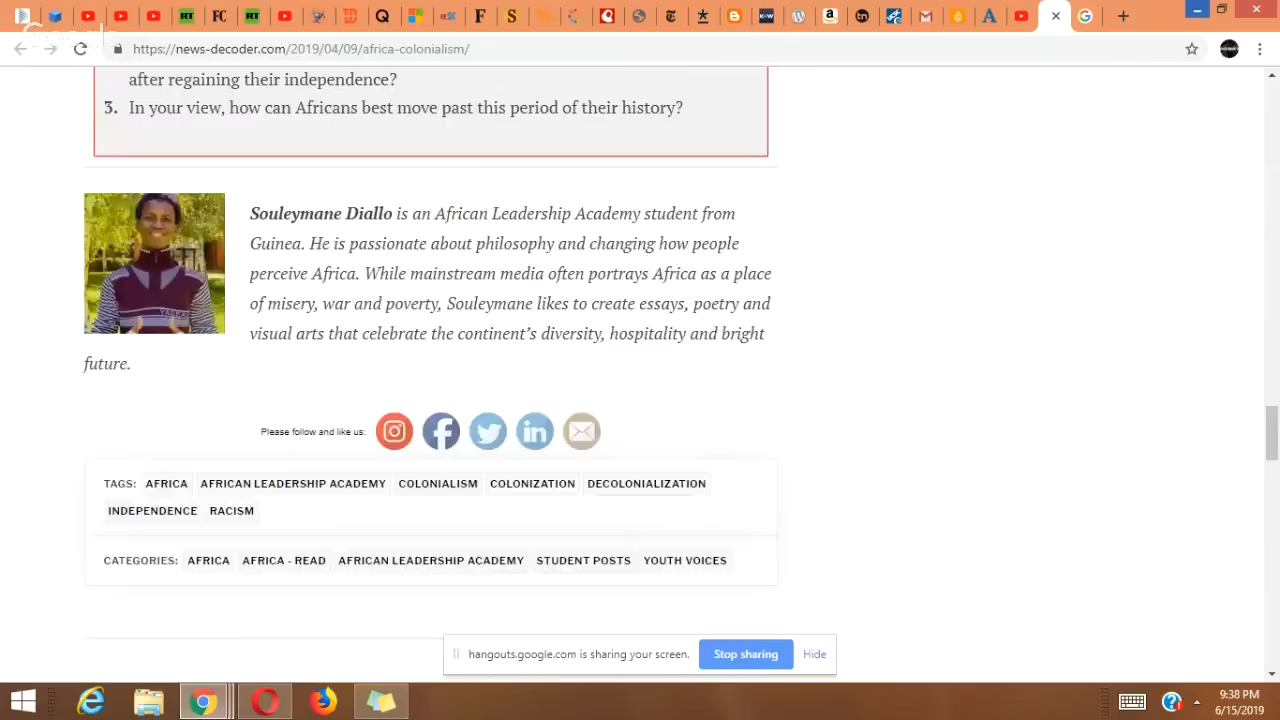 https://news-decoder.com/2019/04/09/africa-colonialism/
after regaining their independence?
3. In your view, how can Africans best move past this period of their history?
Souleymane Diallo is an African Leadership Academy student from
Guinea. He is passionate about philosophy and changing how people
perceive Africa. While mainstream media often portrays Africa as a place
of misery, war and poverty, Souleymane likes to create essays, poetry and
visual arts that celebrate the continent's diversity, hospitality and bright
future.
Please follow and like us:
TAGS: AFRICA AFRICAN LEADERSHIP ACADEMY COLONIALISM COLONIZATION DECOLONIALIZATION
INDEPENDENCE RACISM
CATEGORIES: AFRICA AFRICA - READ AFRICAN LEADERSHIP ACADEMY STUDENT POSTS YOUTH VOICES
hangouts.google.com is sharing your screen. Stop sharing Hide
9:38 PM
6/15/2019